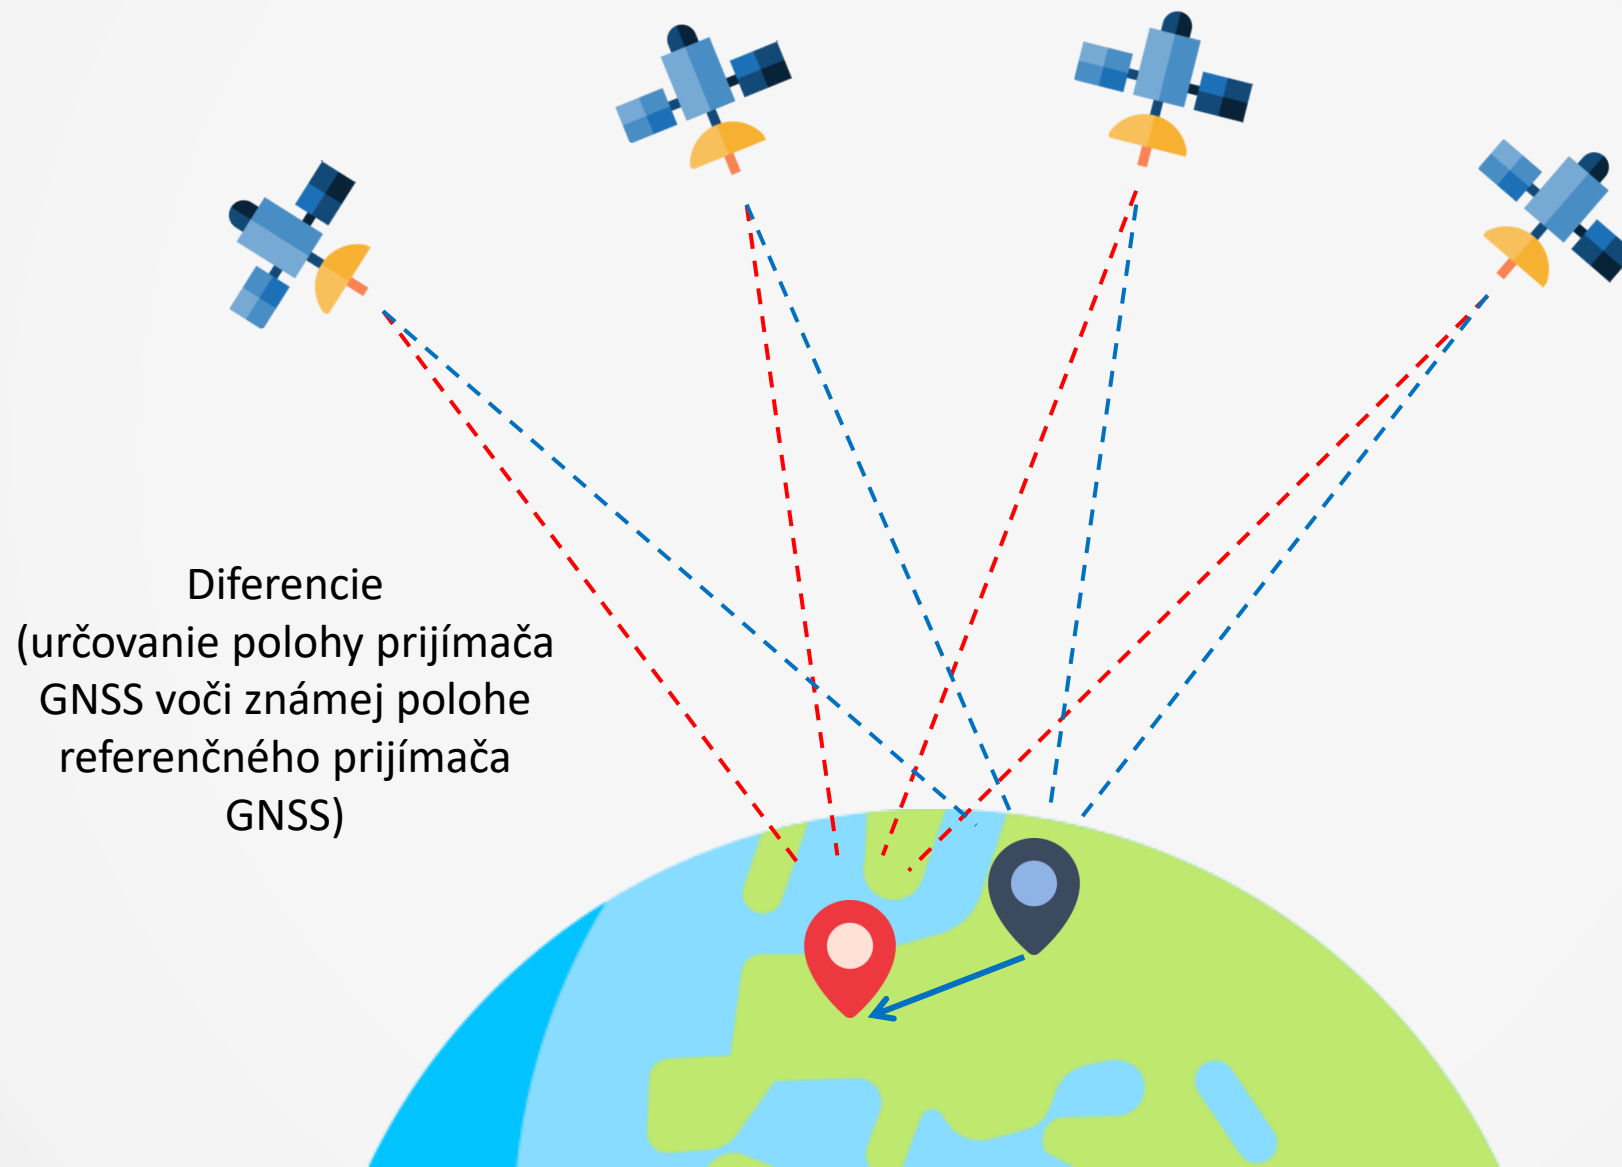 Diferencie
(určovanie polohy prijímača
GNSS voči známej polohe
referenčného prijímača
GNSS)